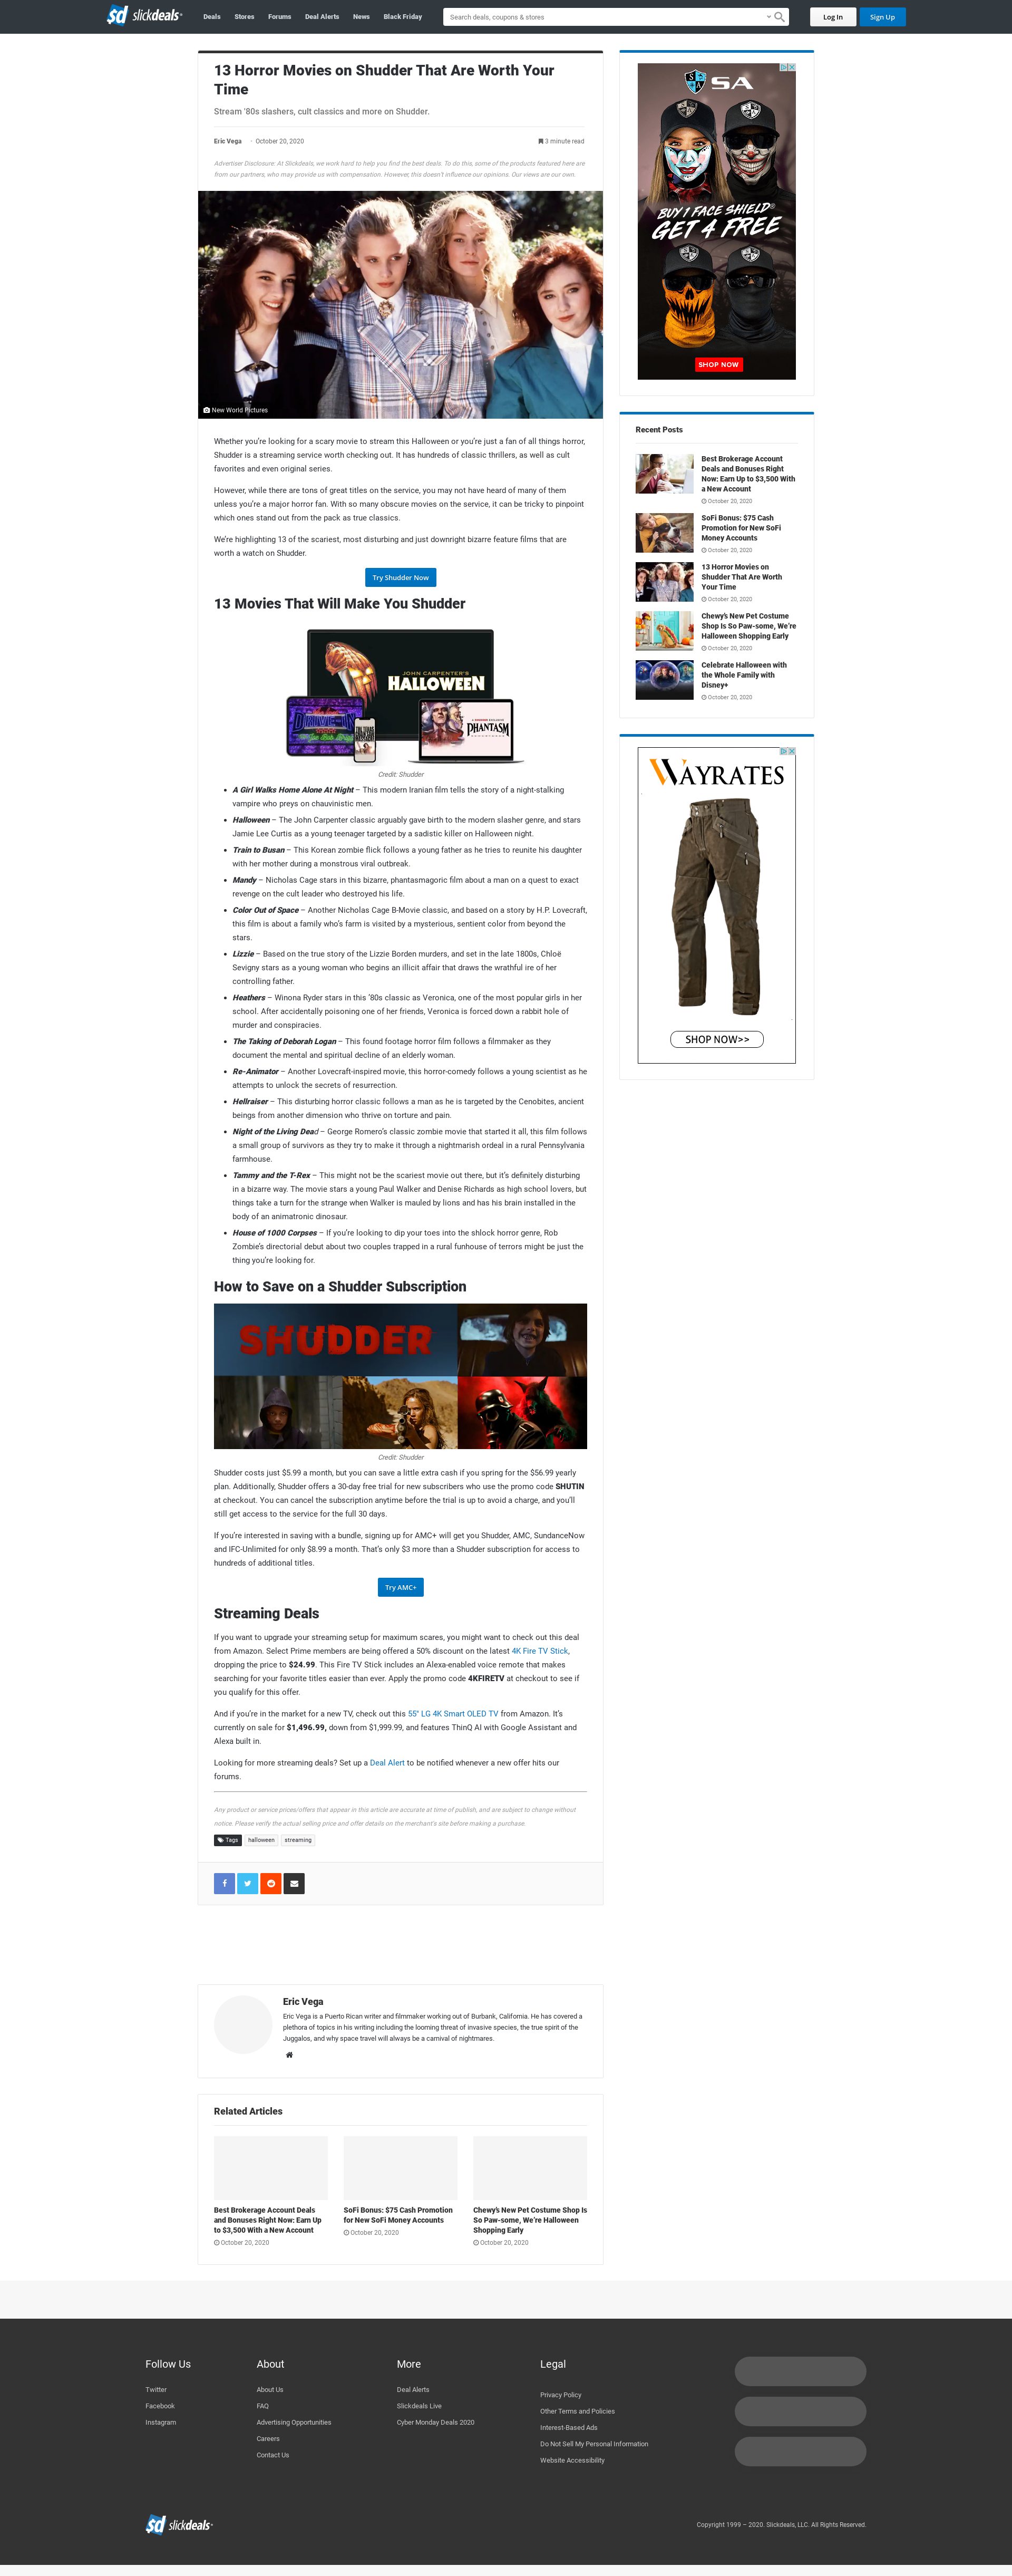 sd slickdeals
Deals Stores Forums Deal Alerts News Black Friday
Search deals, coupons & stores
Log In
Sign Up
13 Horror Movies on Shudder That Are Worth Your
Time
Stream '80s slashers, cult classics and more on Shudder.
Eric Vega October 20, 2020
3 minute read
Advertiser Disclosure: At Slickdeals, we work hard to help you find the best deals. To do this, some of the products featured here are
from our partners, who may provide us with compensation. However, this doesn't influence our opinions. Our views are our own.
New World Pictures
Whether you're looking for a scary movie to stream this Halloween or you're just a fan of all things horror,
Shudder is a streaming service worth checking out. It has hundreds of classic thrillers, as well as cult
favorites and even original series.
However, while there are tons of great titles on the service, you may not have heard of many of them
unless you're a major horror fan. With so many obscure movies on the service, it can be tricky to pinpoint
which ones stand out from the pack as true classics.
We're highlighting 13 of the scariest, most disturbing and just downright bizarre feature films that are
worth a watch on Shudder.
Try Shudder Now
13 Movies That Will Make You Shudder
JOHN CARPENTER'S
HALLOWEEN
PHANTASM
Credit: Shudder
• A Girl Walks Home Alone At Night – This modern Iranian film tells the story of a night-stalking
vampire who preys on chauvinistic men.
• Halloween – The John Carpenter classic arguably gave birth to the modern slasher genre, and stars
Jamie Lee Curtis as a young teenager targeted by a sadistic killer on Halloween night.
• Train to Busan – This Korean zombie flick follows a young father as he tries to reunite his daughter
with her mother during a monstrous viral outbreak.
• Mandy – Nicholas Cage stars in this bizarre, phantasmagoric film about a man on a quest to exact
revenge on the cult leader who destroyed his life.
• Color Out of Space – Another Nicholas Cage B-Movie classic, and based on a story by H.P. Lovecraft,
this film is about a family who's farm is visited by a mysterious, sentient color from beyond the
stars.
• Lizzie – Based on the true story of the Lizzie Borden murders, and set in the late 1800s, Chloë
Sevigny stars as a young woman who begins an illicit affair that draws the wrathful ire of her
controlling father.
• Heathers – Winona Ryder stars in this '80s classic as Veronica, one of the most popular girls in her
school. After accidentally poisoning one of her friends, Veronica is forced down a rabbit hole of
murder and conspiracies.
• The Taking of Deborah Logan – This found footage horror film follows a filmmaker as they
document the mental and spiritual decline of an elderly woman.
• Re-Animator – Another Lovecraft-inspired movie, this horror-comedy follows a young scientist as he
attempts to unlock the secrets of resurrection.
• Hellraiser – This disturbing horror classic follows a man as he is targeted by the Cenobites, ancient
beings from another dimension who thrive on torture and pain.
• Night of the Living Dead – George Romero's classic zombie movie that started it all, this film follows
a small group of survivors as they try to make it through a nightmarish ordeal in a rural Pennsylvania
farmhouse.
• Tammy and the T-Rex – This might not be the scariest movie out there, but it's definitely disturbing
in a bizarre way. The movie stars a young Paul Walker and Denise Richards as high school lovers, but
things take a turn for the strange when Walker is mauled by lions and has his brain installed in the
body of an animatronic dinosaur.
• House of 1000 Corpses – If you're looking to dip your toes into the shlock horror genre, Rob
Zombie's directorial debut about two couples trapped in a rural funhouse of terrors might be just the
thing you're looking for.
How to Save on a Shudder Subscription
SHUDDER
Credit: Shudder
Shudder costs just $5.99 a month, but you can save a little extra cash if you spring for the $56.99 yearly
plan. Additionally, Shudder offers a 30-day free trial for new subscribers who use the promo code SHUTIN
at checkout. You can cancel the subscription anytime before the trial is up to avoid a charge, and you'll
still get access to the service for the full 30 days.
If you're interested in saving with a bundle, signing up for AMC+ will get you Shudder, AMC, SundanceNow
and IFC-Unlimited for only $8.99 a month. That's only $3 more than a Shudder subscription for access to
hundreds of additional titles.
Try AMC+
Streaming Deals
If you want to upgrade your streaming setup for maximum scares, you might want to check out this deal
from Amazon. Select Prime members are being offered a 50% discount on the latest 4K Fire TV Stick,
dropping the price to $24.99. This Fire TV Stick includes an Alexa-enabled voice remote that makes
searching for your favorite titles easier than ever. Apply the promo code 4KFIRETV at checkout to see if
you qualify for this offer.
And if you're in the market for a new TV, check out this 55" LG 4K Smart OLED TV from Amazon. It's
currently on sale for $1,496.99, down from $1,999.99, and features ThinQ AI with Google Assistant and
Alexa built in.
Looking for more streaming deals? Set up a Deal Alert to be notified whenever a new offer hits our
forums.
Any product or service prices/offers that appear in this article are accurate at time of publish, and are subject to change without
notice. Please verify the actual selling price and offer details on the merchant's site before making a purchase.
Tags halloween streaming
Eric Vega
Eric Vega is a Puerto Rican writer and filmmaker working out of Burbank, California. He has covered a
plethora of topics in his writing including the looming threat of invasive species, the true spirit of the
Juggalos, and why space travel will always be a carnival of nightmares.
Related Articles
Best Brokerage Account Deals
and Bonuses Right Now: Earn Up
to $3,500 With a New Account
October 20, 2020
SoFi Bonus: $75 Cash Promotion
for New SoFi Money Accounts
October 20, 2020
Chewy's New Pet Costume Shop Is
So Paw-some, We're Halloween
Shopping Early
October 20, 2020
SA
BUY 1 FACE SHIELD®
GET 4 FREE
SHOP NOW
Recent Posts
Best Brokerage Account
Deals and Bonuses Right
Now: Earn Up to $3,500 With
a New Account
October 20, 2020
SoFi Bonus: $75 Cash
Promotion for New SoFi
Money Accounts
October 20, 2020
13 Horror Movies on
Shudder That Are Worth
Your Time
October 20, 2020
Chewy's New Pet Costume
Shop Is So Paw-some, We're
Halloween Shopping Early
October 20, 2020
Celebrate Halloween with
the Whole Family with
Disney+
October 20, 2020
WAYRATES
SHOP NOW>>
Follow Us
Twitter
Facebook
Instagram
About
About Us
FAQ
Advertising Opportunities
Careers
Contact Us
More
Deal Alerts
Slickdeals Live
Cyber Monday Deals 2020
Legal
Privacy Policy
Other Terms and Policies
Interest-Based Ads
Do Not Sell My Personal Information
Website Accessibility
sd slickdeals
Copyright 1999 – 2020. Slickdeals, LLC. All Rights Reserved.